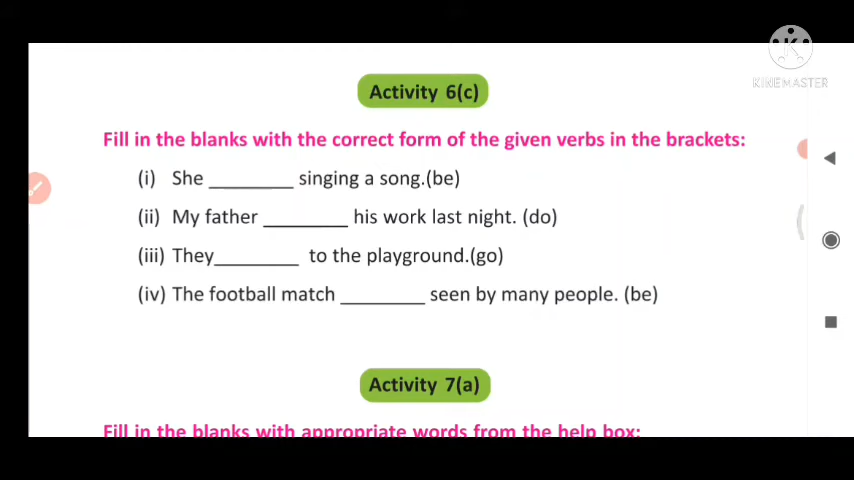 KINEMASTER
Activity 6(c)
Fill in the blanks with the correct form of the given verbs in the brackets:
(i) She ________ singing a song.(be)
(ii) My father ________ his work last night. (do)
(iii) They________ to the playground.(go)
(iv) The football match ________ seen by many people. (be)
Activity 7(a)
Fill in the blanks with appropriate words from the help box: